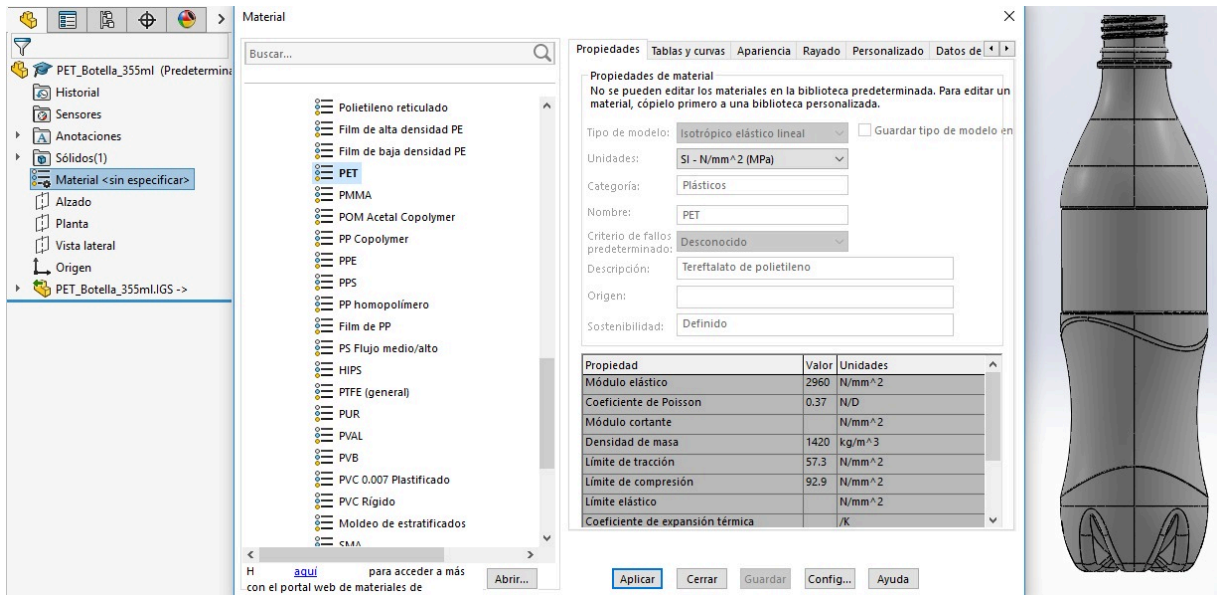 PET_Botella_355ml (Predetermina
Historial
Sensores
Anotaciones
Sólidos(1)
Material <sin especificar>
Alzado
Planta
Vista lateral
Origen
PET_Botella_355ml.IGS ->
Material
Buscar...
Polietileno reticulado
Film de alta densidad PE
Film de baja densidad PE
PET
PMMA
POM Acetal Copolymer
PP Copolymer
PPE
PPS
PP homopolímero
Film de PP
PS Flujo medio/alto
HIPS
PTFE (general)
PUR
PVAL
PVB
PVC 0.007 Plastificado
PVC Rígido
Moldeo de estratificados
SMA
H aquí para acceder a más
con el portal web de materiales de
Abrir...
Propiedades Tablas y curvas Apariencia Rayado Personalizado Datos de
Propiedades de material
No se pueden editar los materiales en la biblioteca predeterminada. Para editar un
material, cópielo primero a una biblioteca personalizada.
Tipo de modelo: Isotrópico elástico lineal Guardar tipo de modelo en
Unidades: SI - N/mm^2 (MPa)
Categoría: Plásticos
Nombre: PET
Criterio de fallos
predeterminado: Desconocido
Descripción: Tereftalato de polietileno
Origen:
Sostenibilidad: Definido
Propiedad Valor Unidades
Módulo elástico 2960 N/mm^2
Coeficiente de Poisson 0.37 N/D
Módulo cortante N/mm^2
Densidad de masa 1420 kg/m^3
Límite de tracción 57.3 N/mm^2
Límite de compresión 92.9 N/mm^2
Límite elástico N/mm^2
Coeficiente de expansión térmica /K
Aplicar Cerrar Guardar Config... Ayuda